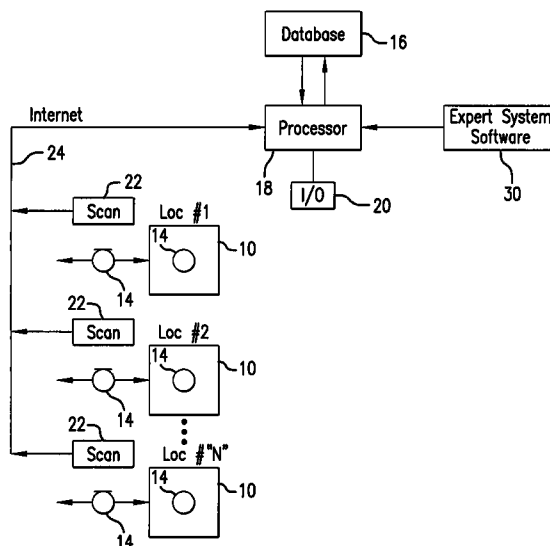 Database
16
Internet
Processor
Expert System
Software
18
30
24
I/O
20
22
Scan
Loc #1
14
10
14
22
Scan
Loc #2
14
10
14
22
Scan
Loc #"N"
14
10
14